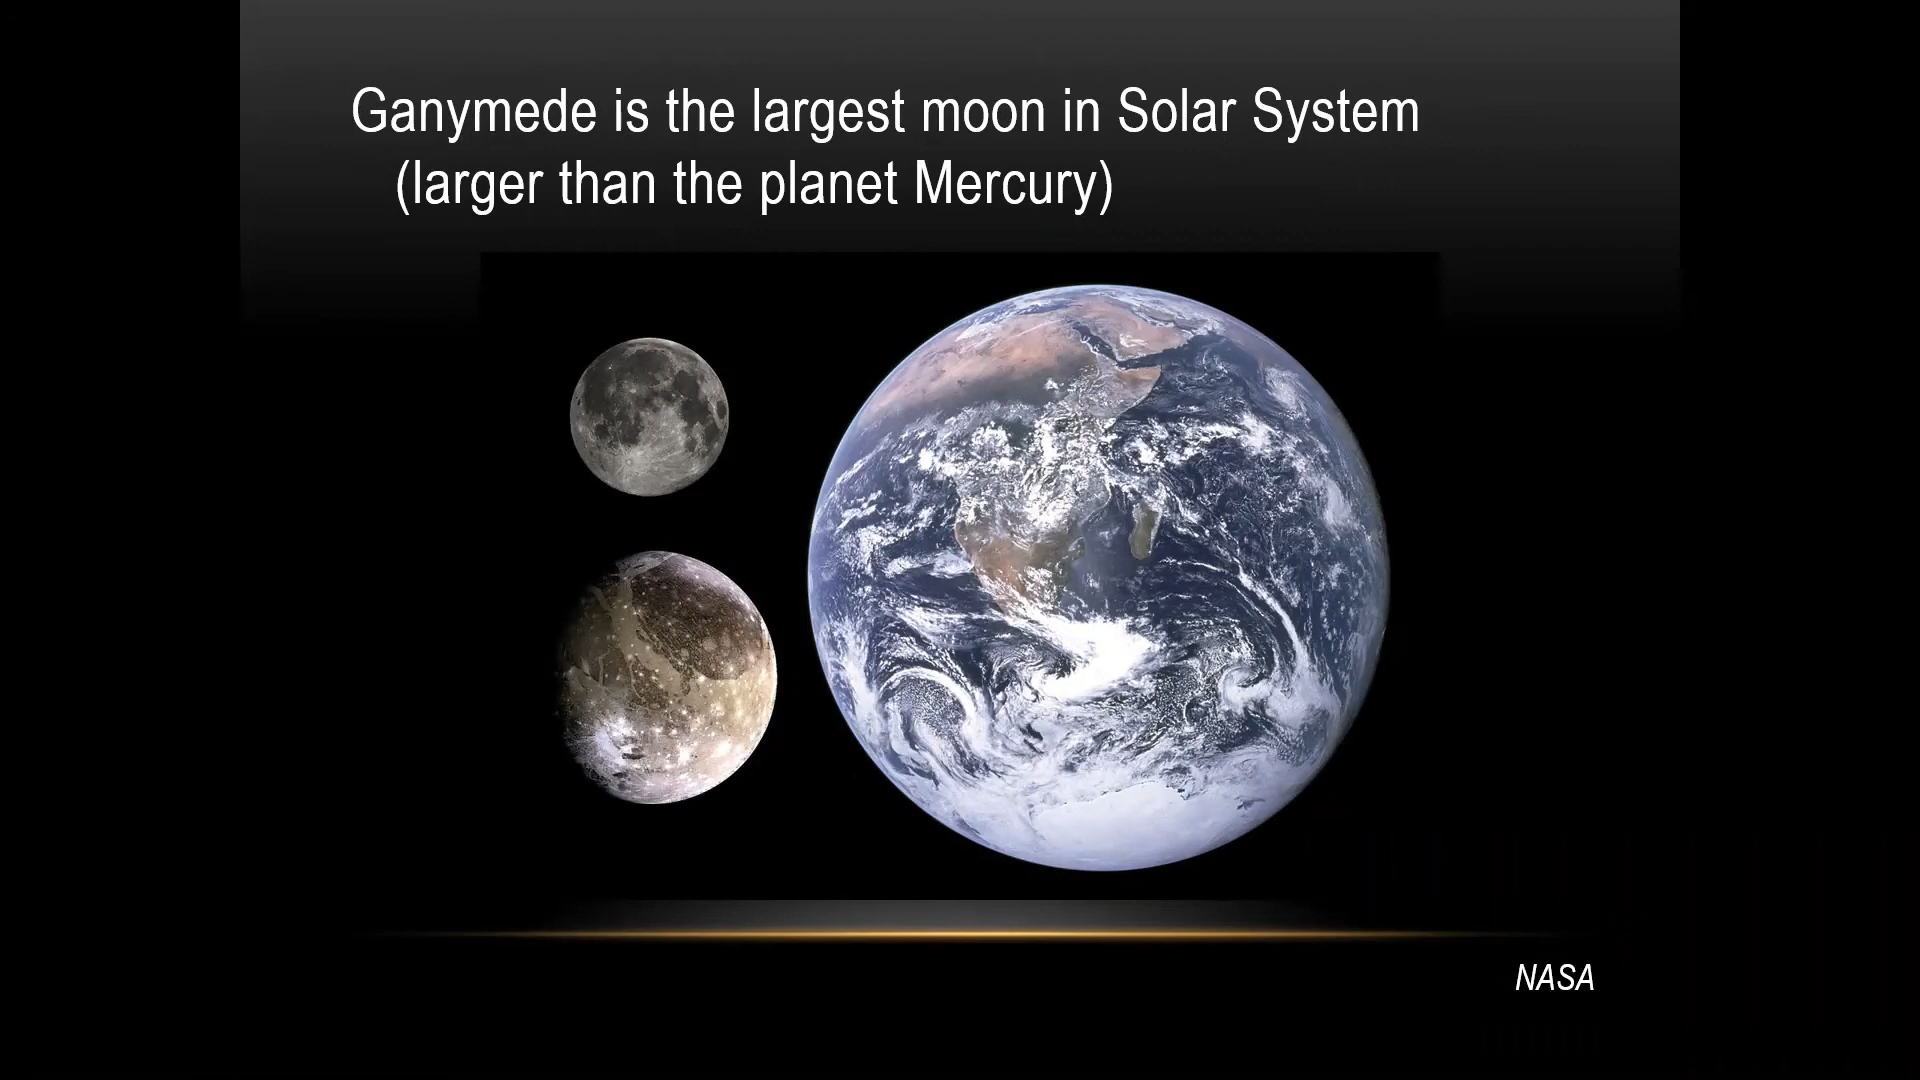 Ganymede is the largest moon in Solar System
(larger than the planet Mercury)
NASA